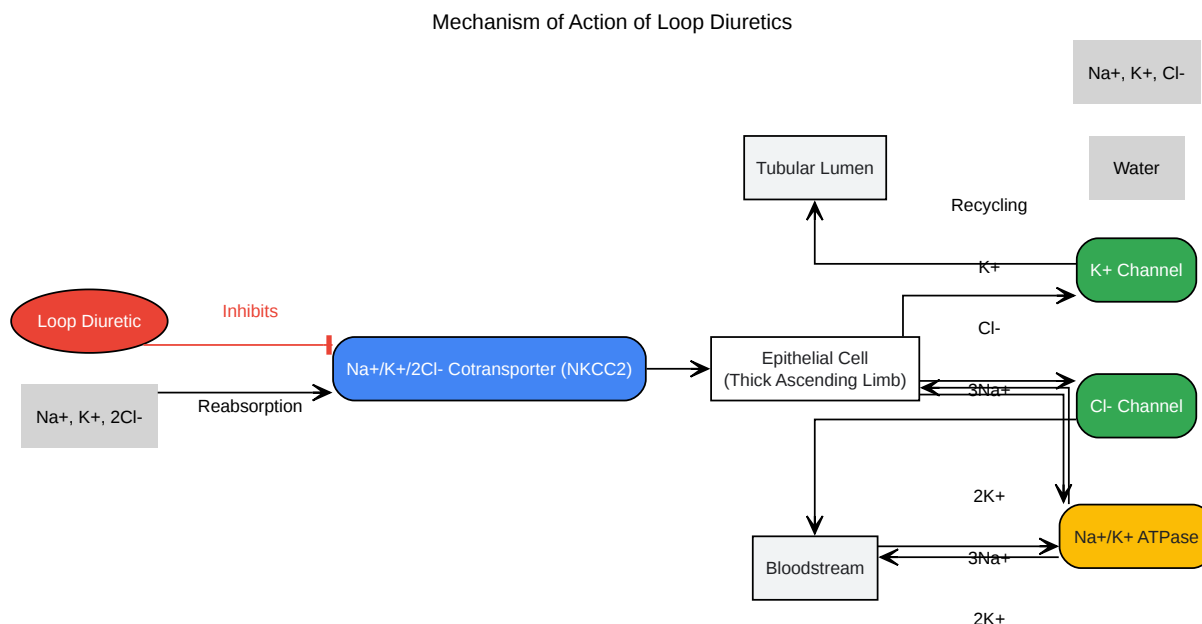 Mechanism of Action of Loop Diuretics
Na+, K+, Cl-
Tubular Lumen
Water
Recycling
K+ Channel
K+
Loop Diuretic
Inhibits
Cl-
Na+/K+/2Cl- Cotransporter (NKCC2)
Epithelial Cell
(Thick Ascending Limb)
3Na+
Cl- Channel
Na+, K+, 2Cl-
Reabsorption
2K+
Na+/K+ ATPase
Bloodstream
3Na+
2K+